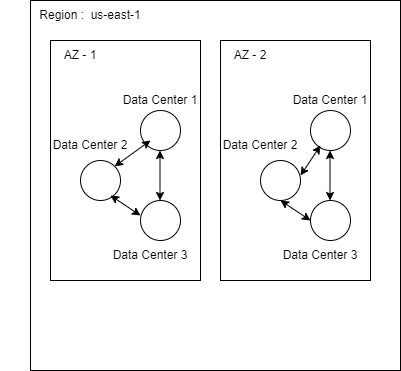 Region : us-east-1
AZ - 1
Data Center 1
Data Center 2
Data Center 3
AZ - 2
Data Center 1
Data Center 2
Data Center 3